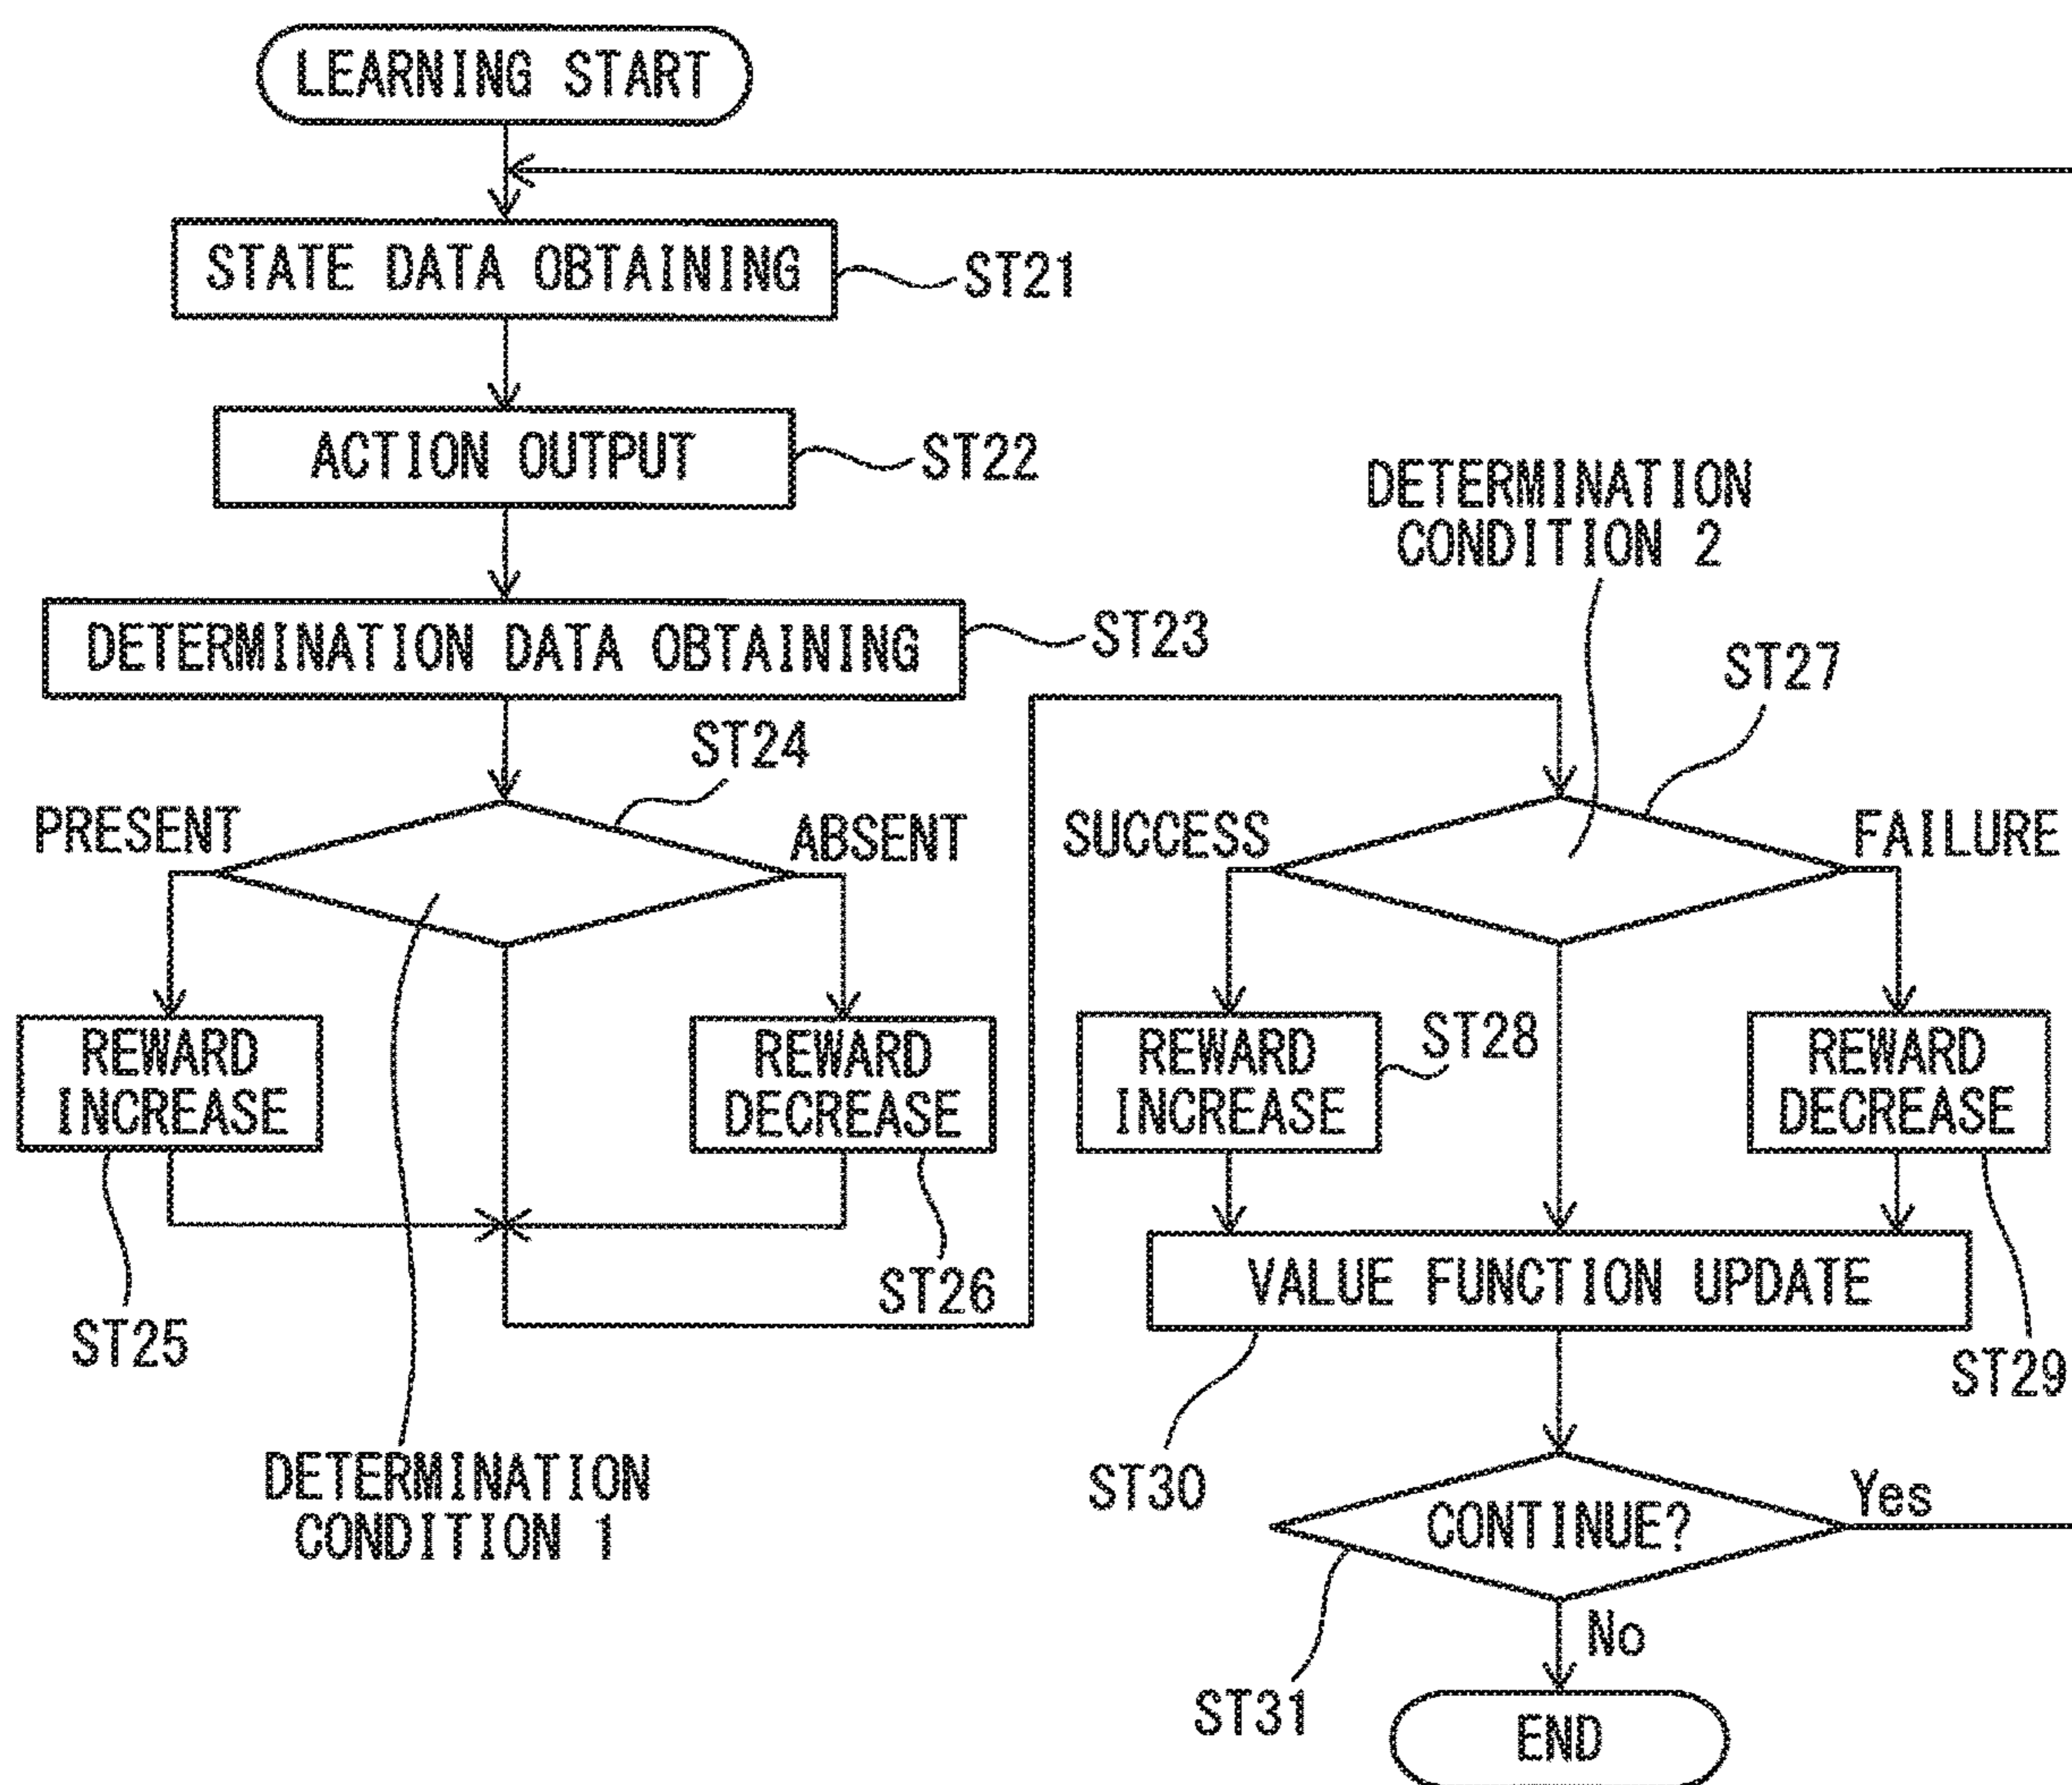 LEARNING START
STATE DATA OBTAINING
ST21
ACTION OUTPUT
ST22
DETERMINATION DATA OBTAINING
ST23
ST24
PRESENT
ABSENT
REWARD
INCREASE
ST25
REWARD
DECREASE
ST26
DETERMINATION
CONDITION 1
DETERMINATION
CONDITION 2
ST27
SUCCESS
FAILURE
REWARD
INCREASE
ST28
REWARD
DECREASE
ST29
VALUE FUNCTION UPDATE
ST30
CONTINUE?
Yes
No
ST31
END